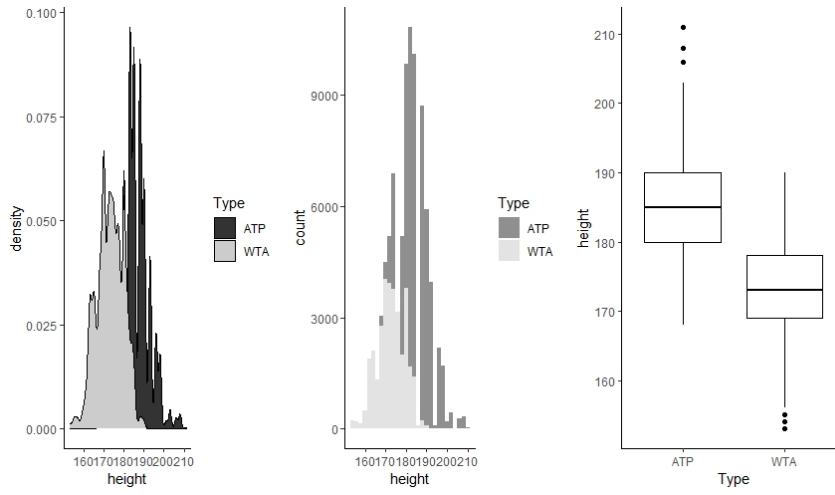 0.100
0.075
0.050
0.025
0.000
density
160170180190200210
height
Type
ATP
WTA
9000
6000
3000
0
count
160170180190200210
height
Type
ATP
WTA
210
200
190
180
170
160
height
ATP WTA
Type